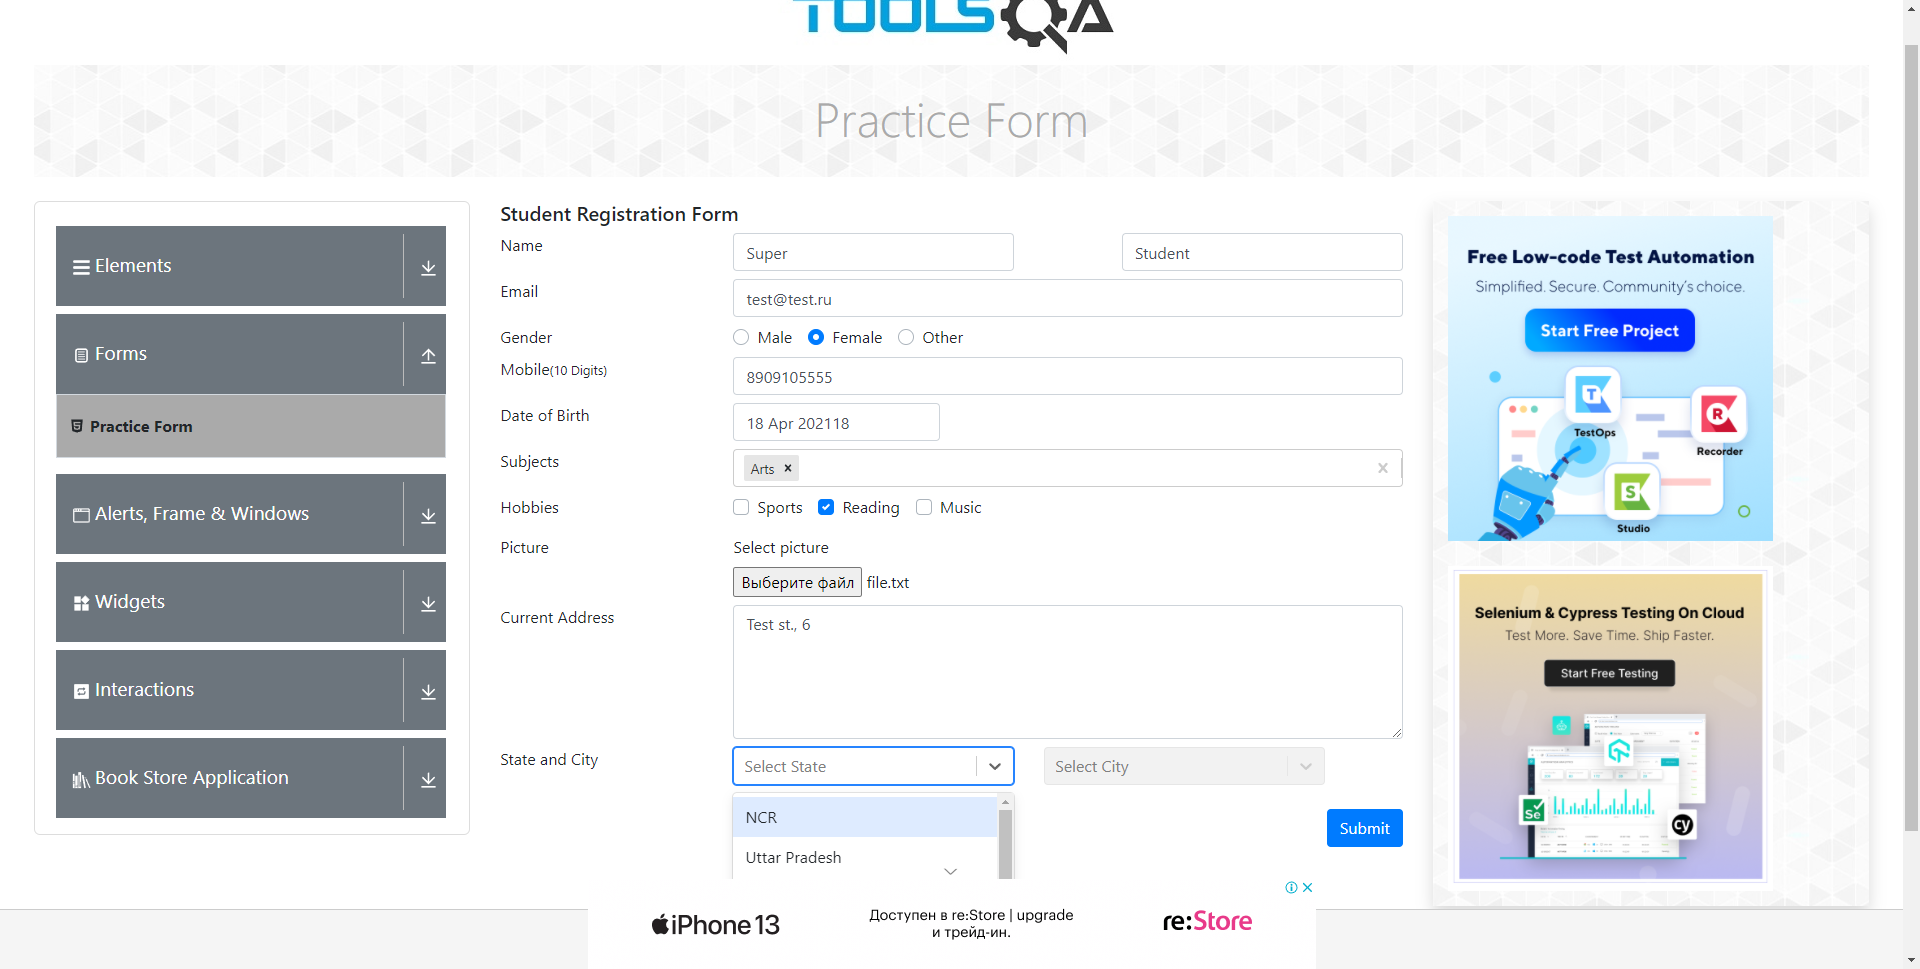 TOOLSQA
Practice Form
Elements
Forms
Practice Form
Alerts, Frame & Windows
Widgets
Interactions
Book Store Application
Student Registration Form
Name
Super
Student
Email
test@test.ru
Gender
Male
Female
Other
Mobile(10 Digits)
8909105555
Date of Birth
18 Apr 202118
Subjects
Arts
Hobbies
Sports
Reading
Music
Picture
Select picture
Выберите файл file.txt
Current Address
Test st., 6
State and City
Select State
Select City
NCR
Uttar Pradesh
Submit
Free Low-code Test Automation
Simplified. Secure. Community's choice.
Start Free Project
T
TestOps
R
Recorder
S
Studio
Selenium & Cypress Testing On Cloud
Test More. Save Time. Ship Faster.
Start Free Testing
Se
cy
iPhone 13
Доступен в re:Store | upgrade
и трейд-ин.
re:Store